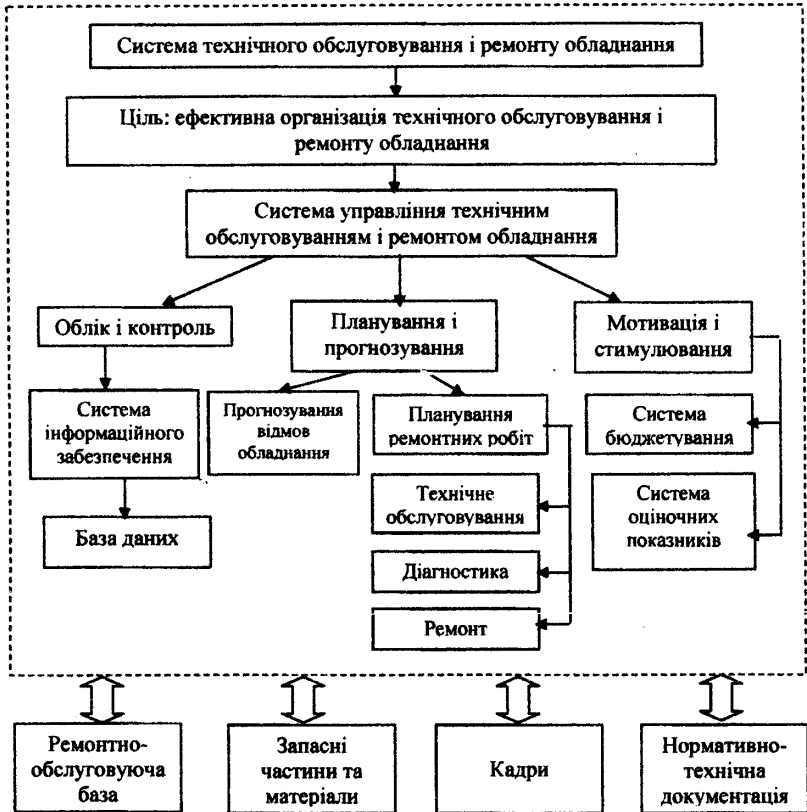 Система технічного обслуговування і ремонту обладнання
Ціль: ефективна організація технічного обслуговування і
ремонту обладнання
Система управління технічним
обслуговуванням і ремонтом обладнання
Облік і контроль
Планування і
прогнозування
Мотивація і
стимулювання
Система
інформаційного
забезпечення
Прогнозування
відмов
обладнання
Планування
ремонтних робіт
Система
бюджетування
Технічне
обслуговування
Система
оціночних
показників
База даних
Діагностика
Ремонт
Ремонтно-
обслуговуюча
база
Запасні
частини та
матеріали
Кадри
Нормативно-
технічна
документація